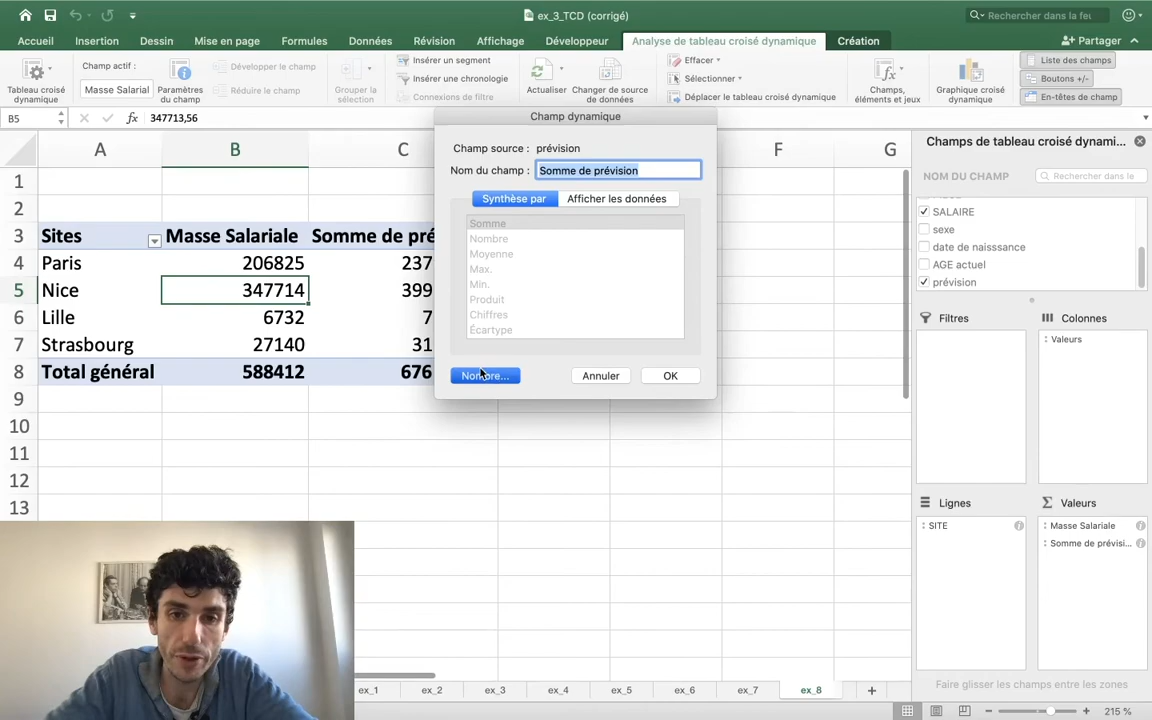 ex_3_TCD (corrigé)
Rechercher dans la feu
Accueil Insertion Dessin Mise en page Formules Données Révision Affichage Développeur Analyse de tableau croisé dynamique Création Partager
Tableau croisé dynamique
Champ actif :
Masse Salarial
Paramètres du champ
Développer le champ
Réduire le champ
Grouper la sélection
Insérer un segment
Insérer une chronologie
Connexions de filtre
Actualiser
Changer de source de données
Effacer
Sélectionner
Déplacer le tableau croisé dynamique
Champs, éléments et jeux
Graphique croisé dynamique
Liste des champs
Boutons +/-
En-têtes de champ
B5 fx 347713,56
A B C F G
1
2
3 Sites Masse Salariale Somme de pré
4 Paris 206825 237
5 Nice 347714 399
6 Lille 6732 7
7 Strasbourg 27140 31
8 Total général 588412 676
9
10
11
12
13
Champ dynamique
Champ source : prévision
Nom du champ : Somme de prévision
Synthèse par Afficher les données
Somme
Nombre
Moyenne
Max.
Min.
Produit
Chiffres
Écartype
Nombre... Annuler OK
Champs de tableau croisé dynami...
NOM DU CHAMP Rechercher dans le
SALAIRE
sexe
date de naisssance
AGE actuel
prévision
Filtres Colonnes
Valeurs
Lignes Valeurs
SITE Masse Salariale
Somme de prévisi...
Faire glisser les champs entre les zones
ex_1 ex_2 ex_3 ex_4 ex_5 ex_6 ex_7 ex_8 +
215 %